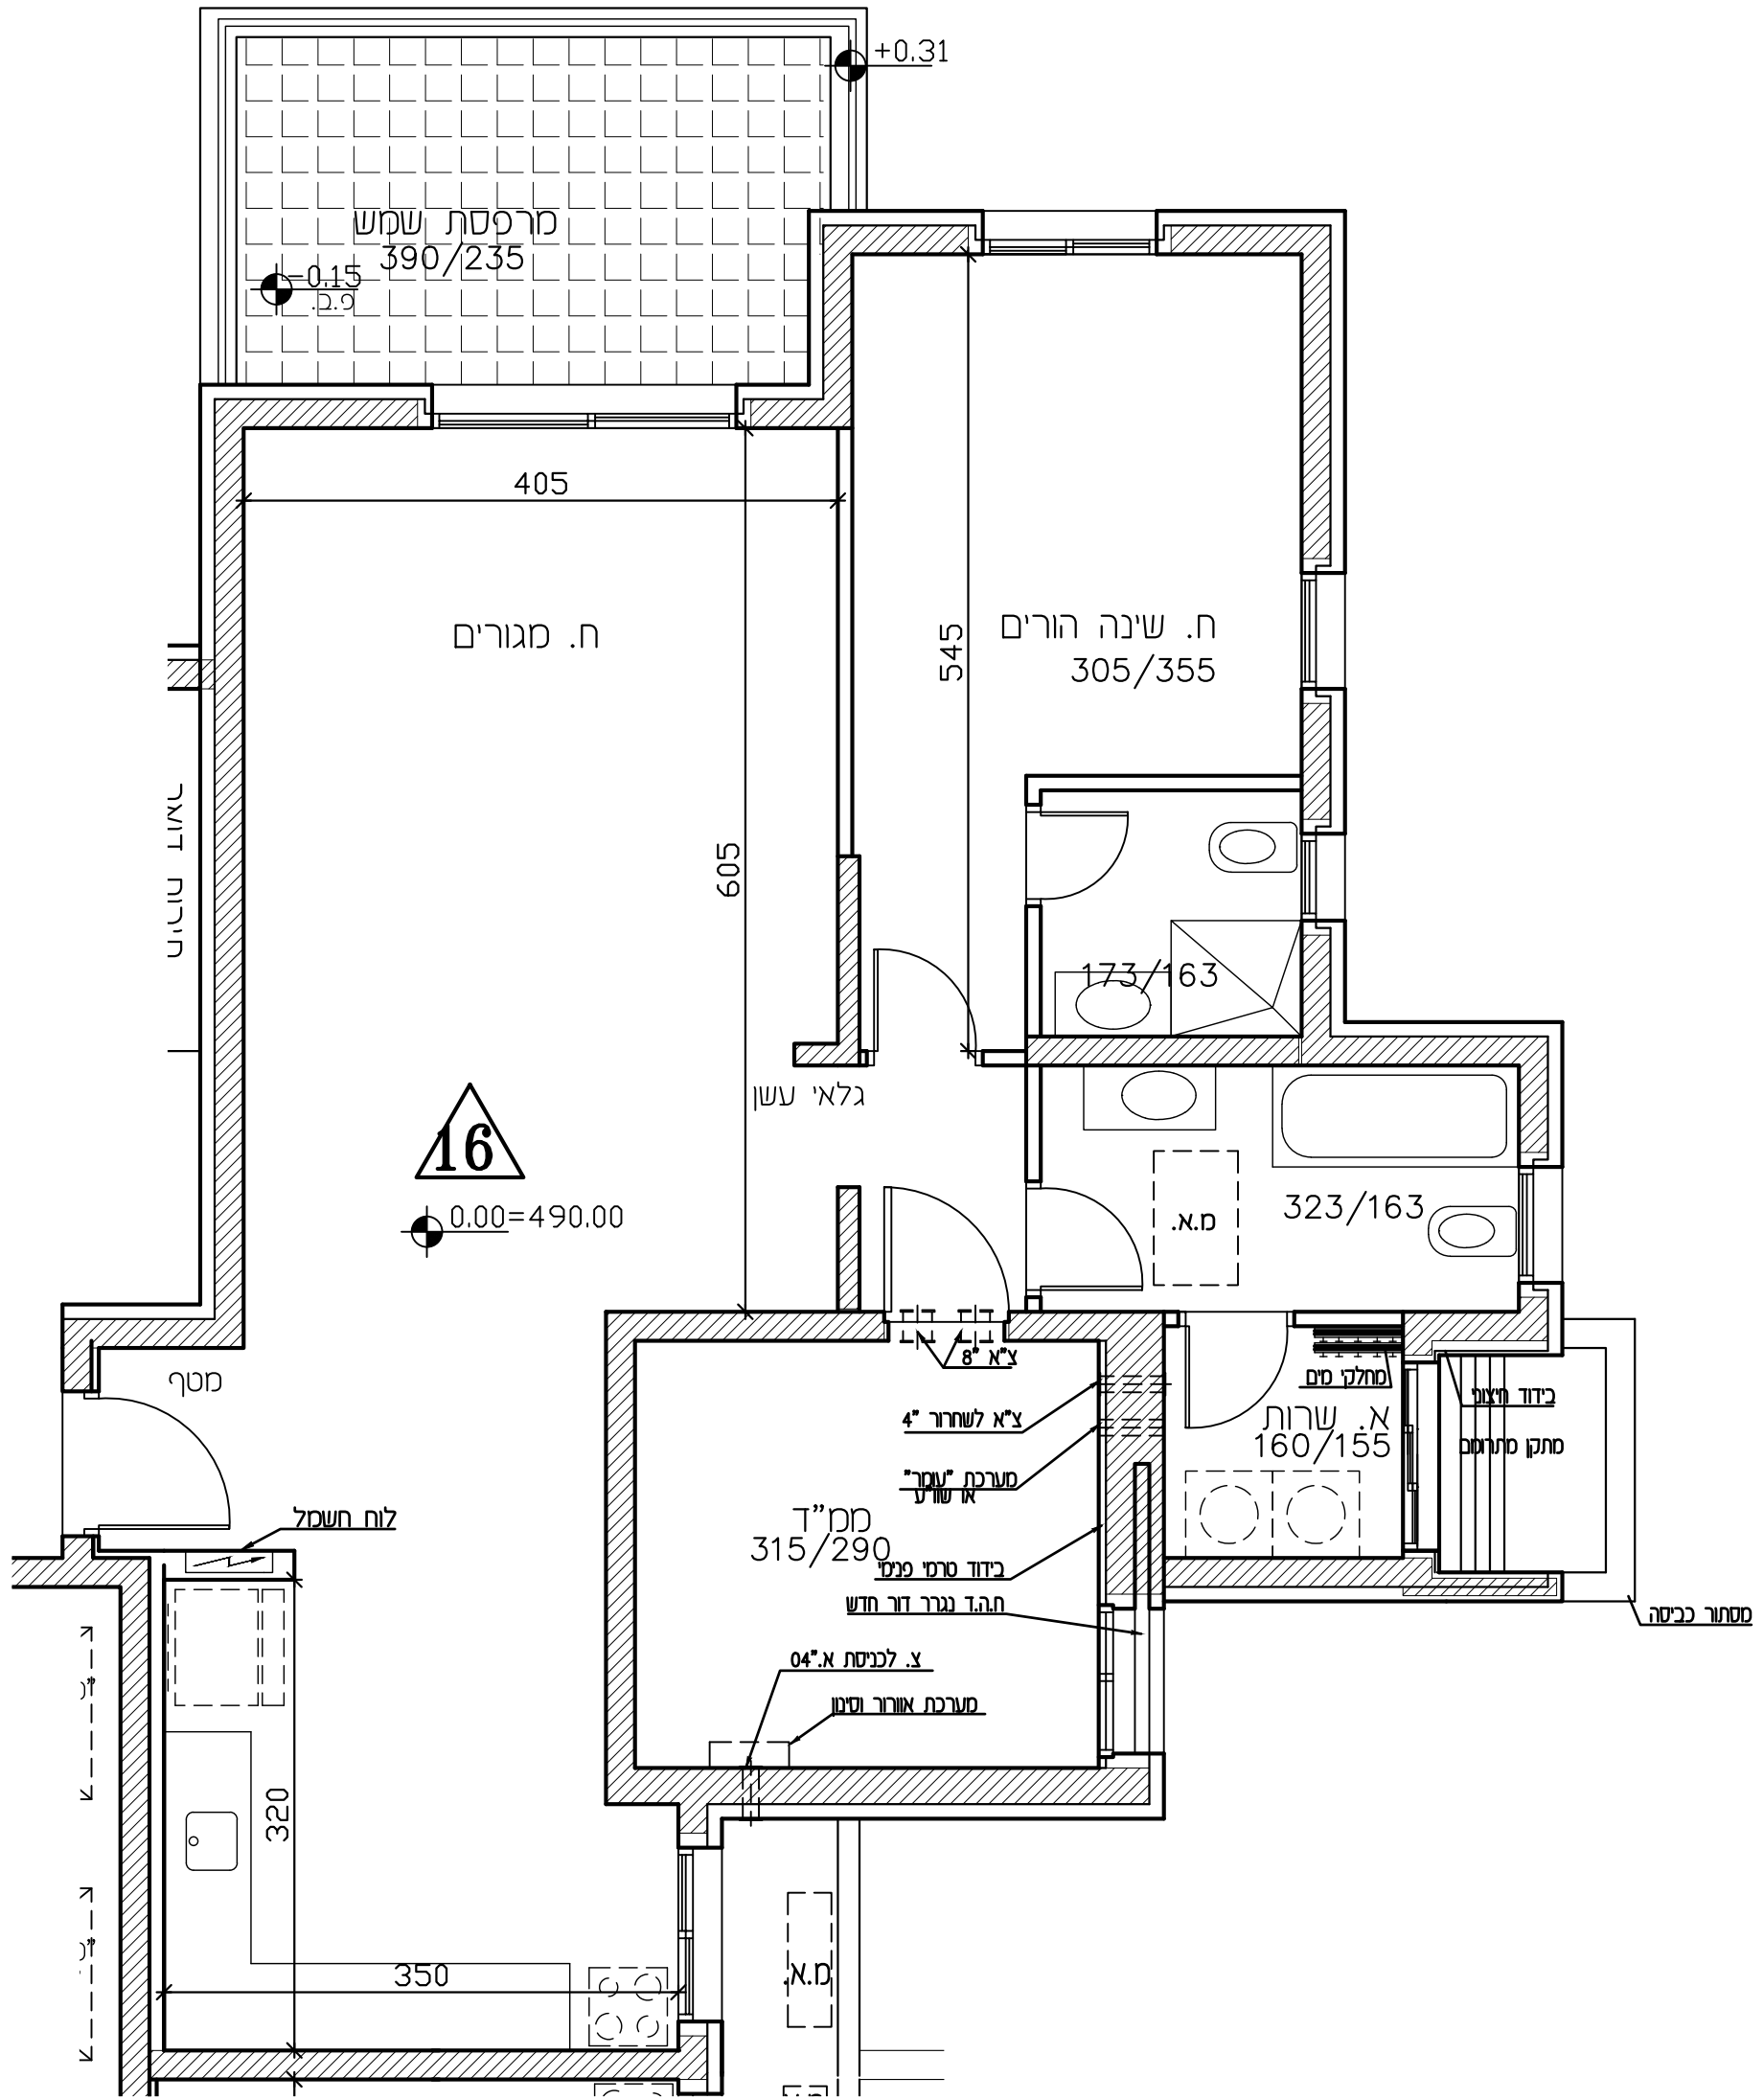 +0.31
מרפסת שמש
390/235
-0.15
פ.ב.
405
ח. מגורים
545
ח. שינה הורים
305/355
605
173/163
גלאי עשן
16
0.00=490.00
323/163
מ.א.
מטף
צ"א 8"
מחלקי מים
צ"א לשחרור 4"
בידוד חיצוני
א. שרות
160/155
מתקן מתרומם
מערכת "עומר"
או שוו"ע
לוח חשמל
ממ"ד
315/290
בידוד טרמי פנימי
ח.ה.ד נגרר דור חדש
מסתור כביסה
צ. לכניסת א.04"
מערכת אוורור וסינון
320
350
מ.א.